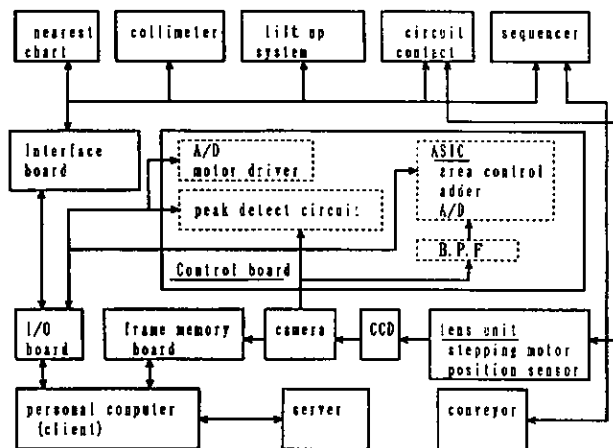 nearest
chart
collimeter
lift up
system
circuit
contact
sequencer
Interface
board
A/D
motor driver
ASIC
area control
adder
A/D
peak detect circuit
B.P.F
Control board
I/O
board
frame memory
board
camera
CCD
lens unit
stepping motor
position sensor
personal computer
(client)
server
conveyor